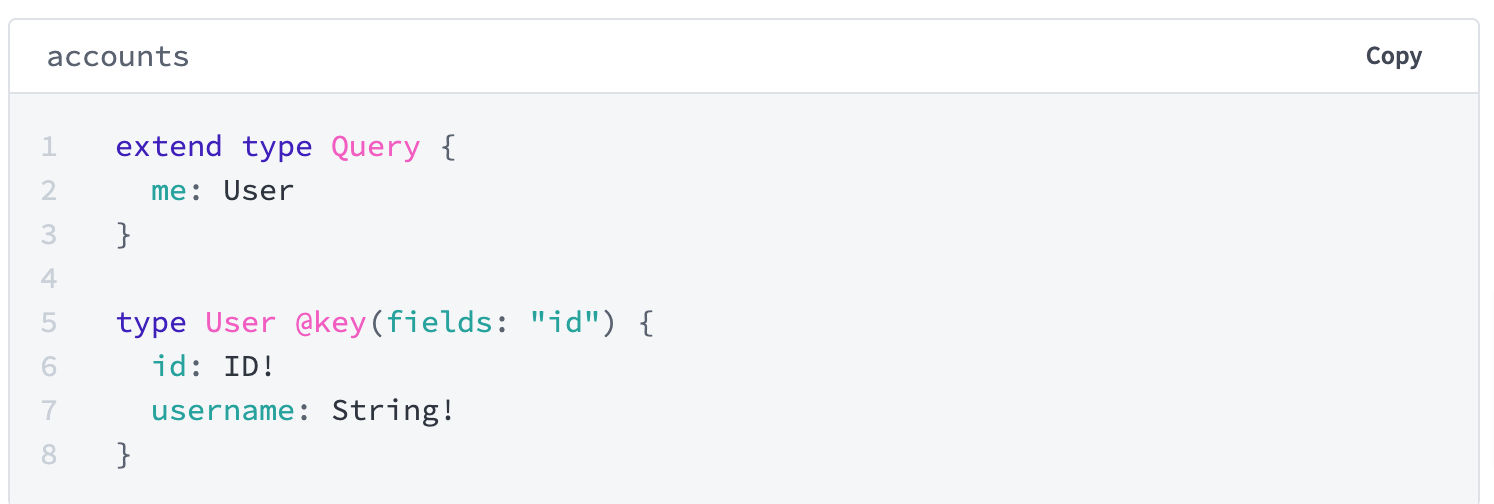 accounts
Copy
1 extend type Query {
2   me: User
3 }
4
5 type User @key(fields: "id") {
6   id: ID!
7   username: String!
8 }